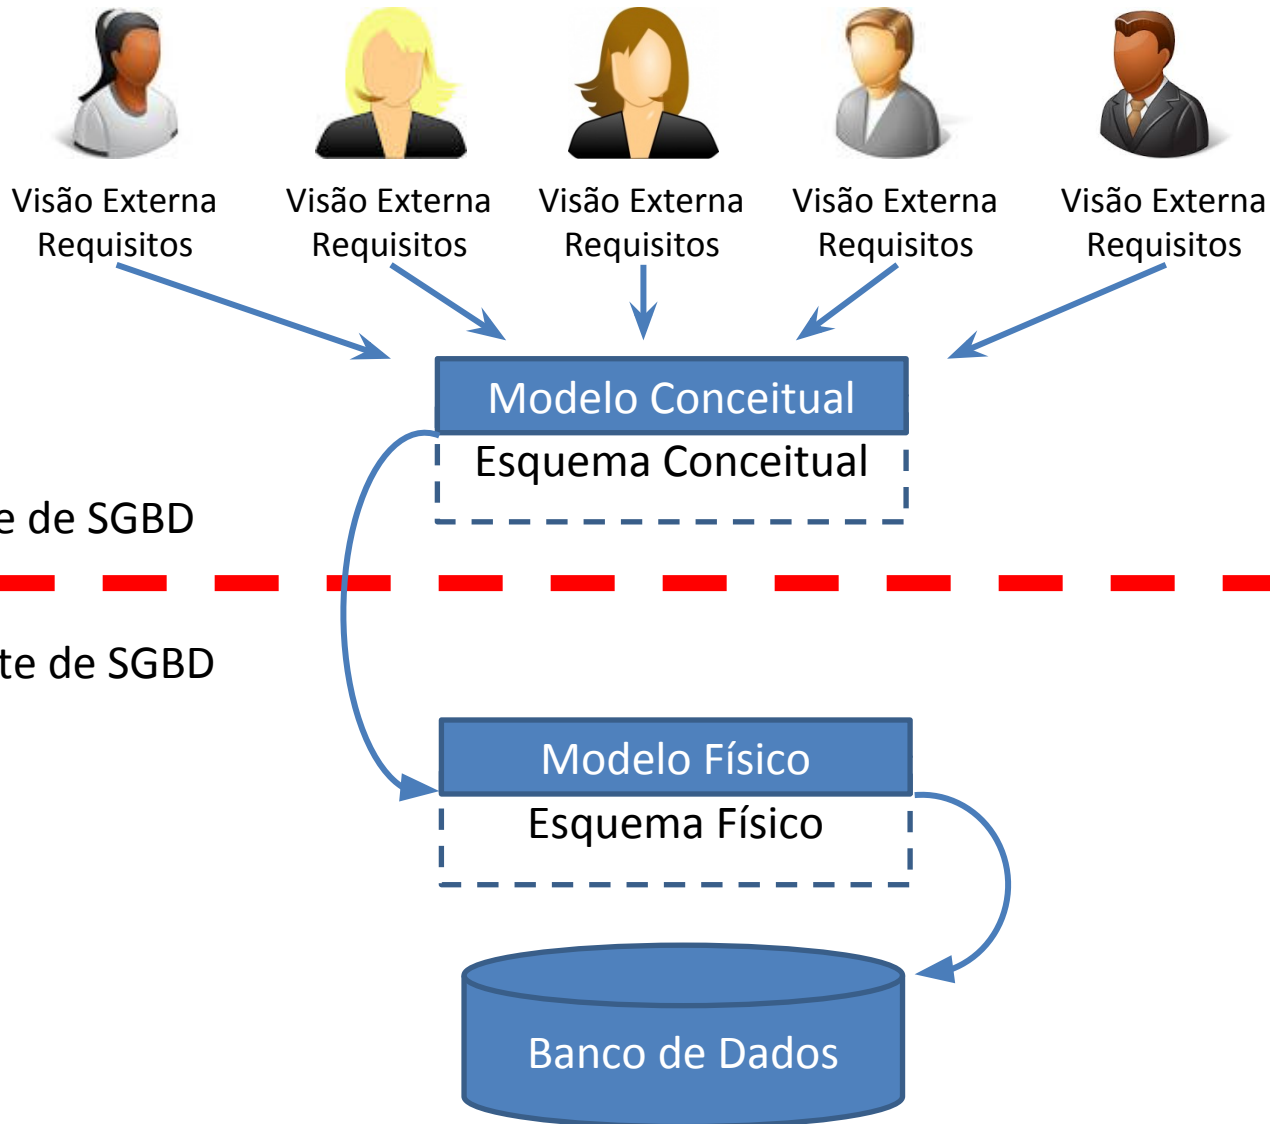 Visão Externa
Requisitos
Visão Externa
Requisitos
Visão Externa
Requisitos
Visão Externa
Requisitos
Visão Externa
Requisitos
Modelo Conceitual
Esquema Conceitual
e de SGBD
te de SGBD
Modelo Físico
Esquema Físico
Banco de Dados